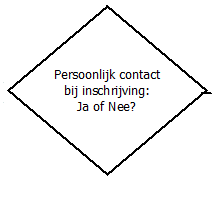 Persoonlijk contact
bij inschrijving:
Ja of Nee?